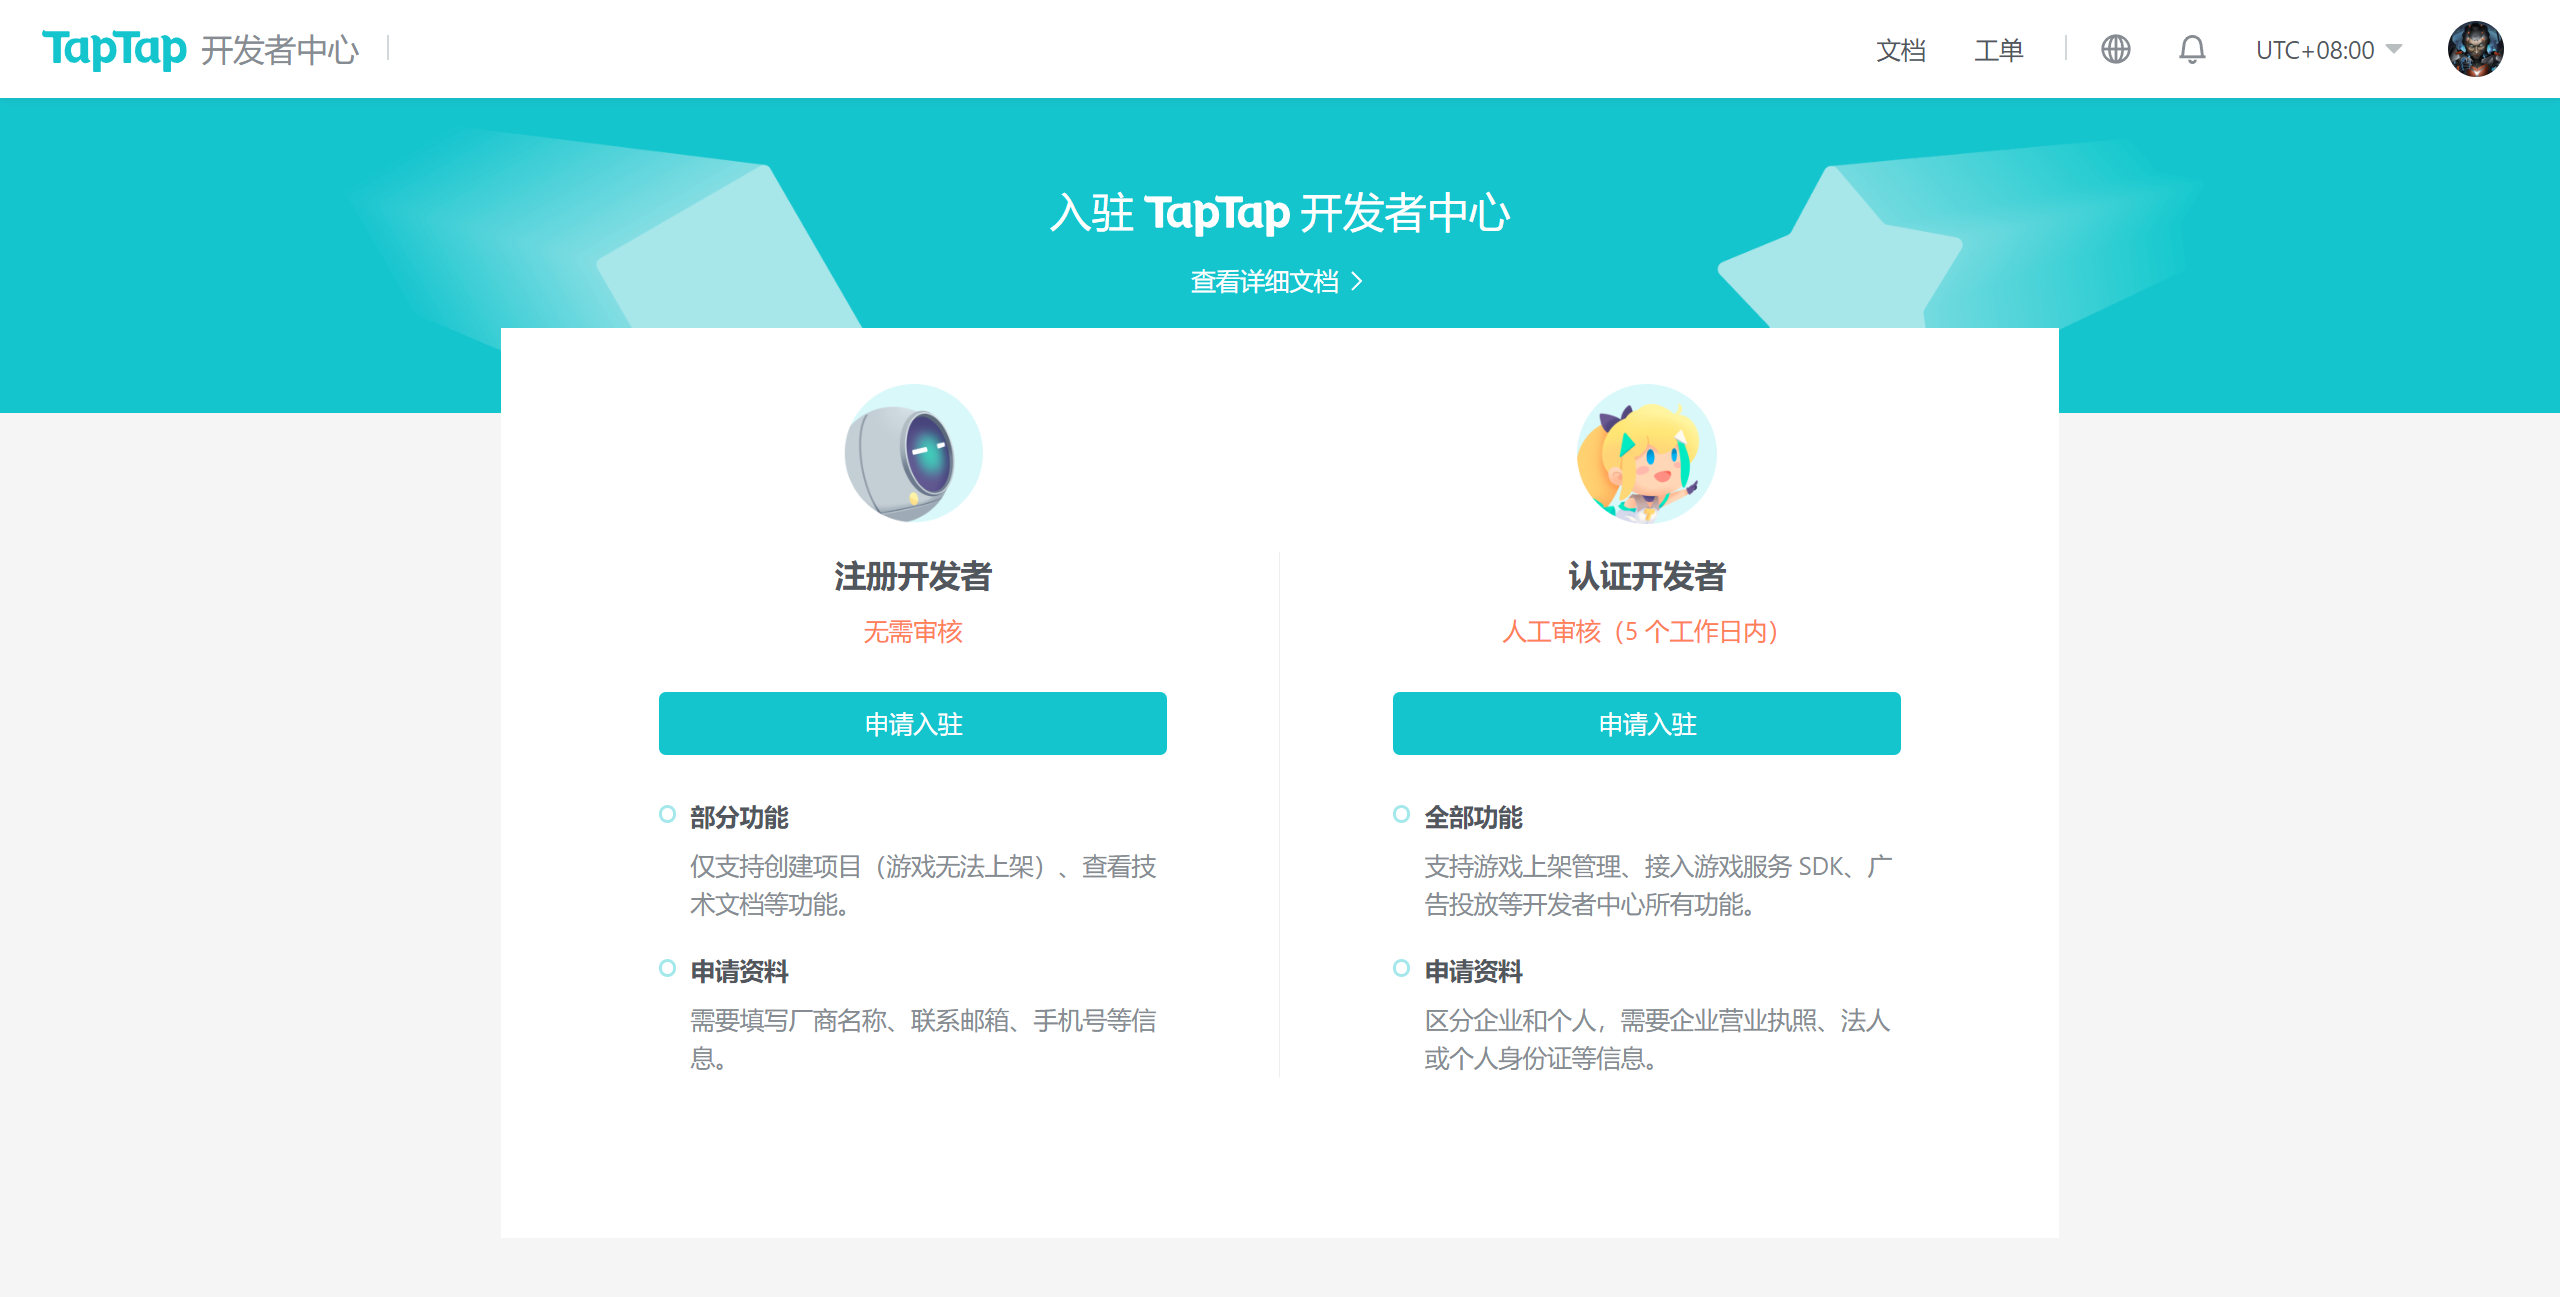 TapTap 开发者中心
文档 工单 UTC+08:00
入驻 TapTap 开发者中心
查看详细文档
注册开发者
无需审核
申请入驻
部分功能
仅支持创建项目（游戏无法上架）、查看技
术文档等功能。
申请资料
需要填写厂商名称、联系邮箱、手机号等信
息。
认证开发者
人工审核（5 个工作日内）
申请入驻
全部功能
支持游戏上架管理、接入游戏服务 SDK、广
告投放等开发者中心所有功能。
申请资料
区分企业和个人，需要企业营业执照、法人
或个人身份证等信息。